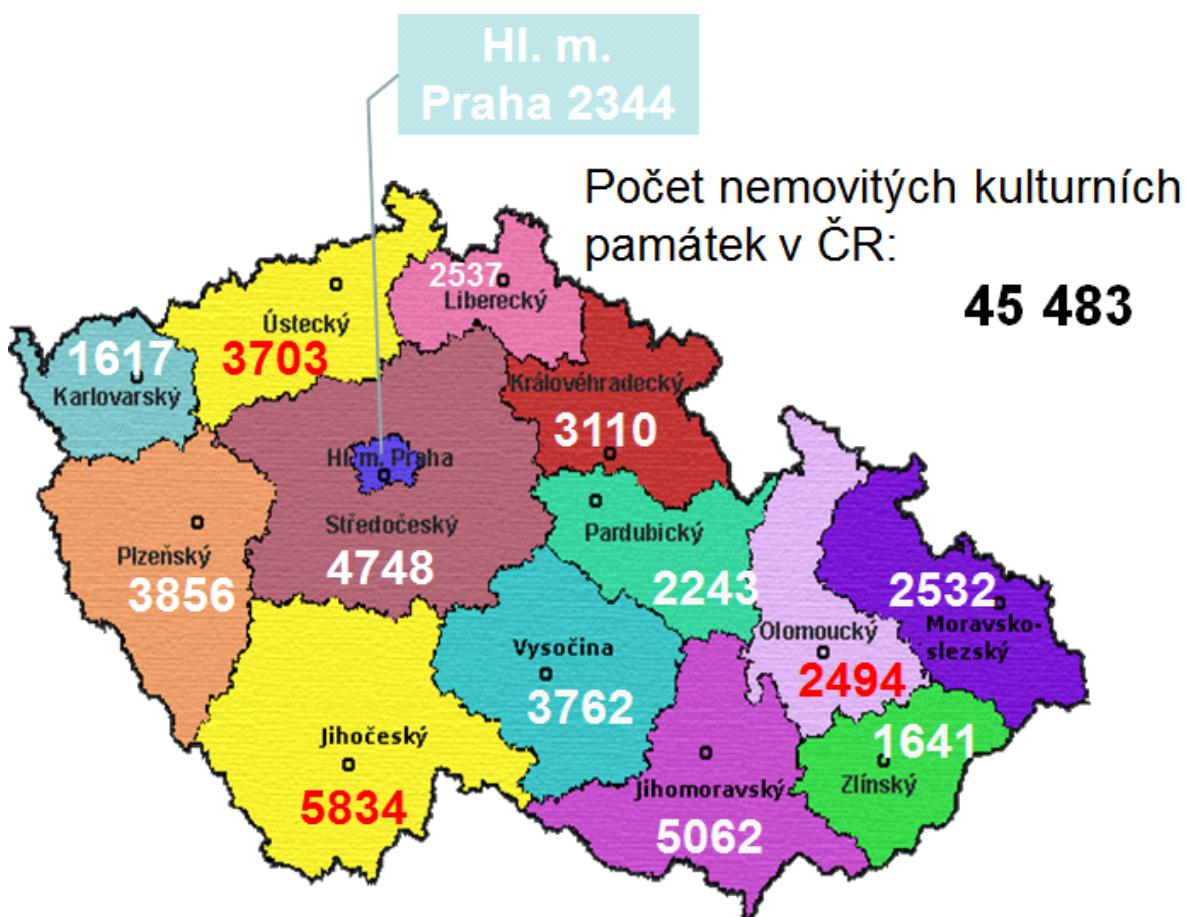 Hl. m.
Praha 2344
Počet nemovitých kulturních
památek v ČR:
45 483
2537
Liberecký
Ústecký
3703
1617
Karlovarský
Královéhradecký
3110
Hl. m. Praha
Středočeský
4748
Plzeňský
3856
Pardubický
2243
2532
Moravsko-
slezský
Olomoucký
2494
Vysočina
3762
Jihočeský
5834
Jihomoravský
5062
1641
Zlínský